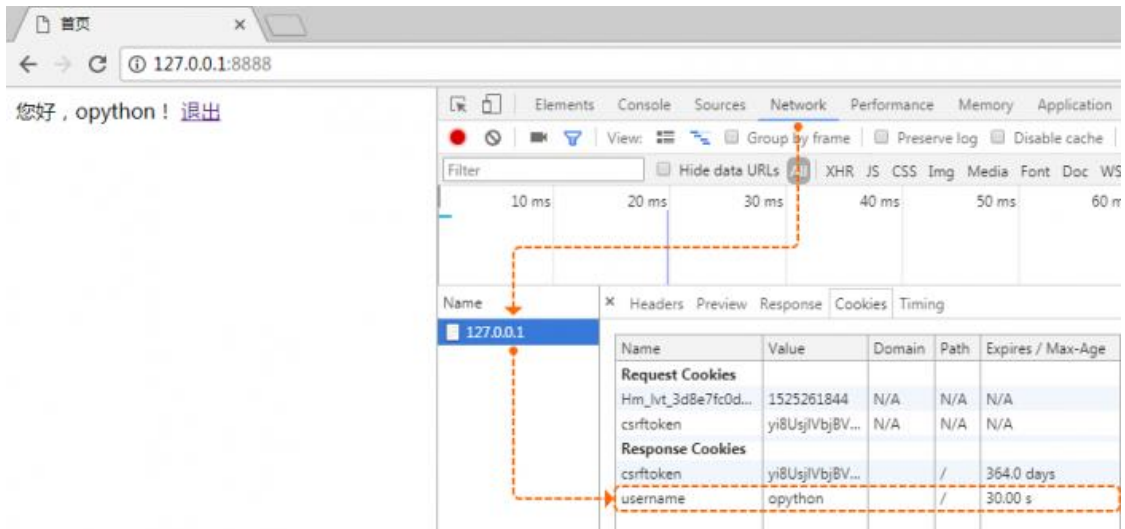 首页 ×
127.0.0.1:8888
您好，opython！ 退出
Elements Console Sources Network Performance Memory Application
View: Group by frame Preserve log Disable cache
Filter Hide data URLs All XHR JS CSS Img Media Font Doc WS
10 ms 20 ms 30 ms 40 ms 50 ms 60 m
Name × Headers Preview Response Cookies Timing
127.0.0.1
Name Value Domain Path Expires / Max-Age
Request Cookies
Hm_lvt_3d8e7fc0d... 1525261844 N/A N/A N/A
csrftoken yi8UsjIVbjBV... N/A N/A N/A
Response Cookies
csrftoken yi8UsjIVbjBV... / 364.0 days
username opython / 30.00 s